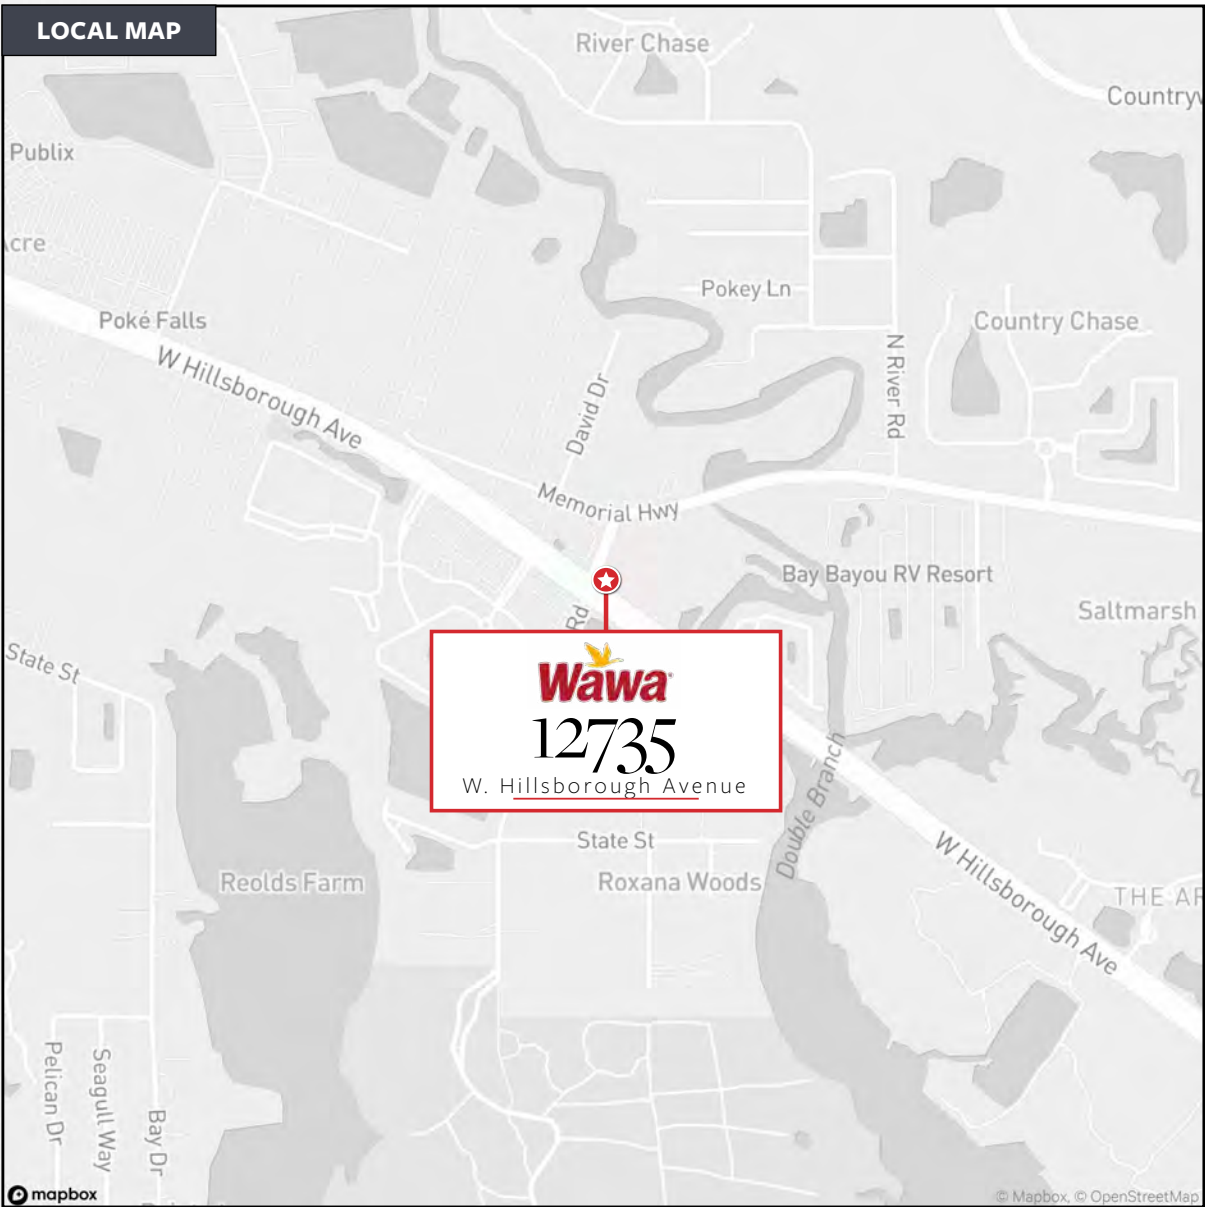 LOCAL MAP
River Chase
Country
Publix
Acre
Pokey Ln
Poké Falls
Country Chase
W Hillsborough Ave
N River Rd
David Dr
Memorial Hwy
Bay Bayou RV Resort
Rd
Saltmarsh
State St
Wawa
12735
W. Hillsborough Avenue
Double Branch
State St
W Hillsborough Ave
Reolds Farm
Roxana Woods
THE AR
Pelican Dr
Seagull Way
Bay Dr
mapbox
© Mapbox, © OpenStreetMap